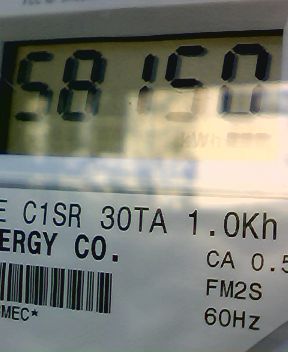 58150
kWh
E C1SR 30TA 1.0Kh
ERGY CO.
CA 0.5
FM2S
MEC*
60Hz